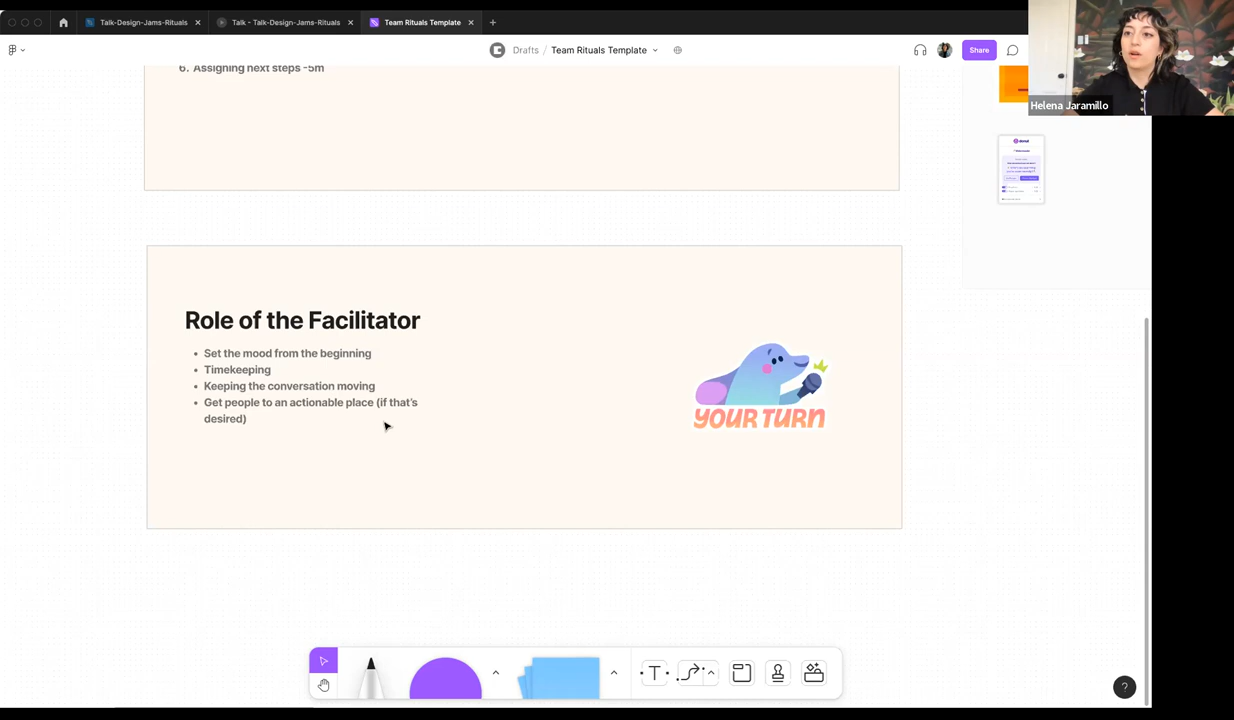 Talk-Design-Jams-Rituals
Talk - Talk-Design-Jams-Rituals
Team Rituals Template
Drafts / Team Rituals Template
Share
Helena Jaramillo
6. Assigning next steps -5m
Role of the Facilitator
• Set the mood from the beginning
• Timekeeping
• Keeping the conversation moving
• Get people to an actionable place (if that's
desired)
YOUR TURN
T
?